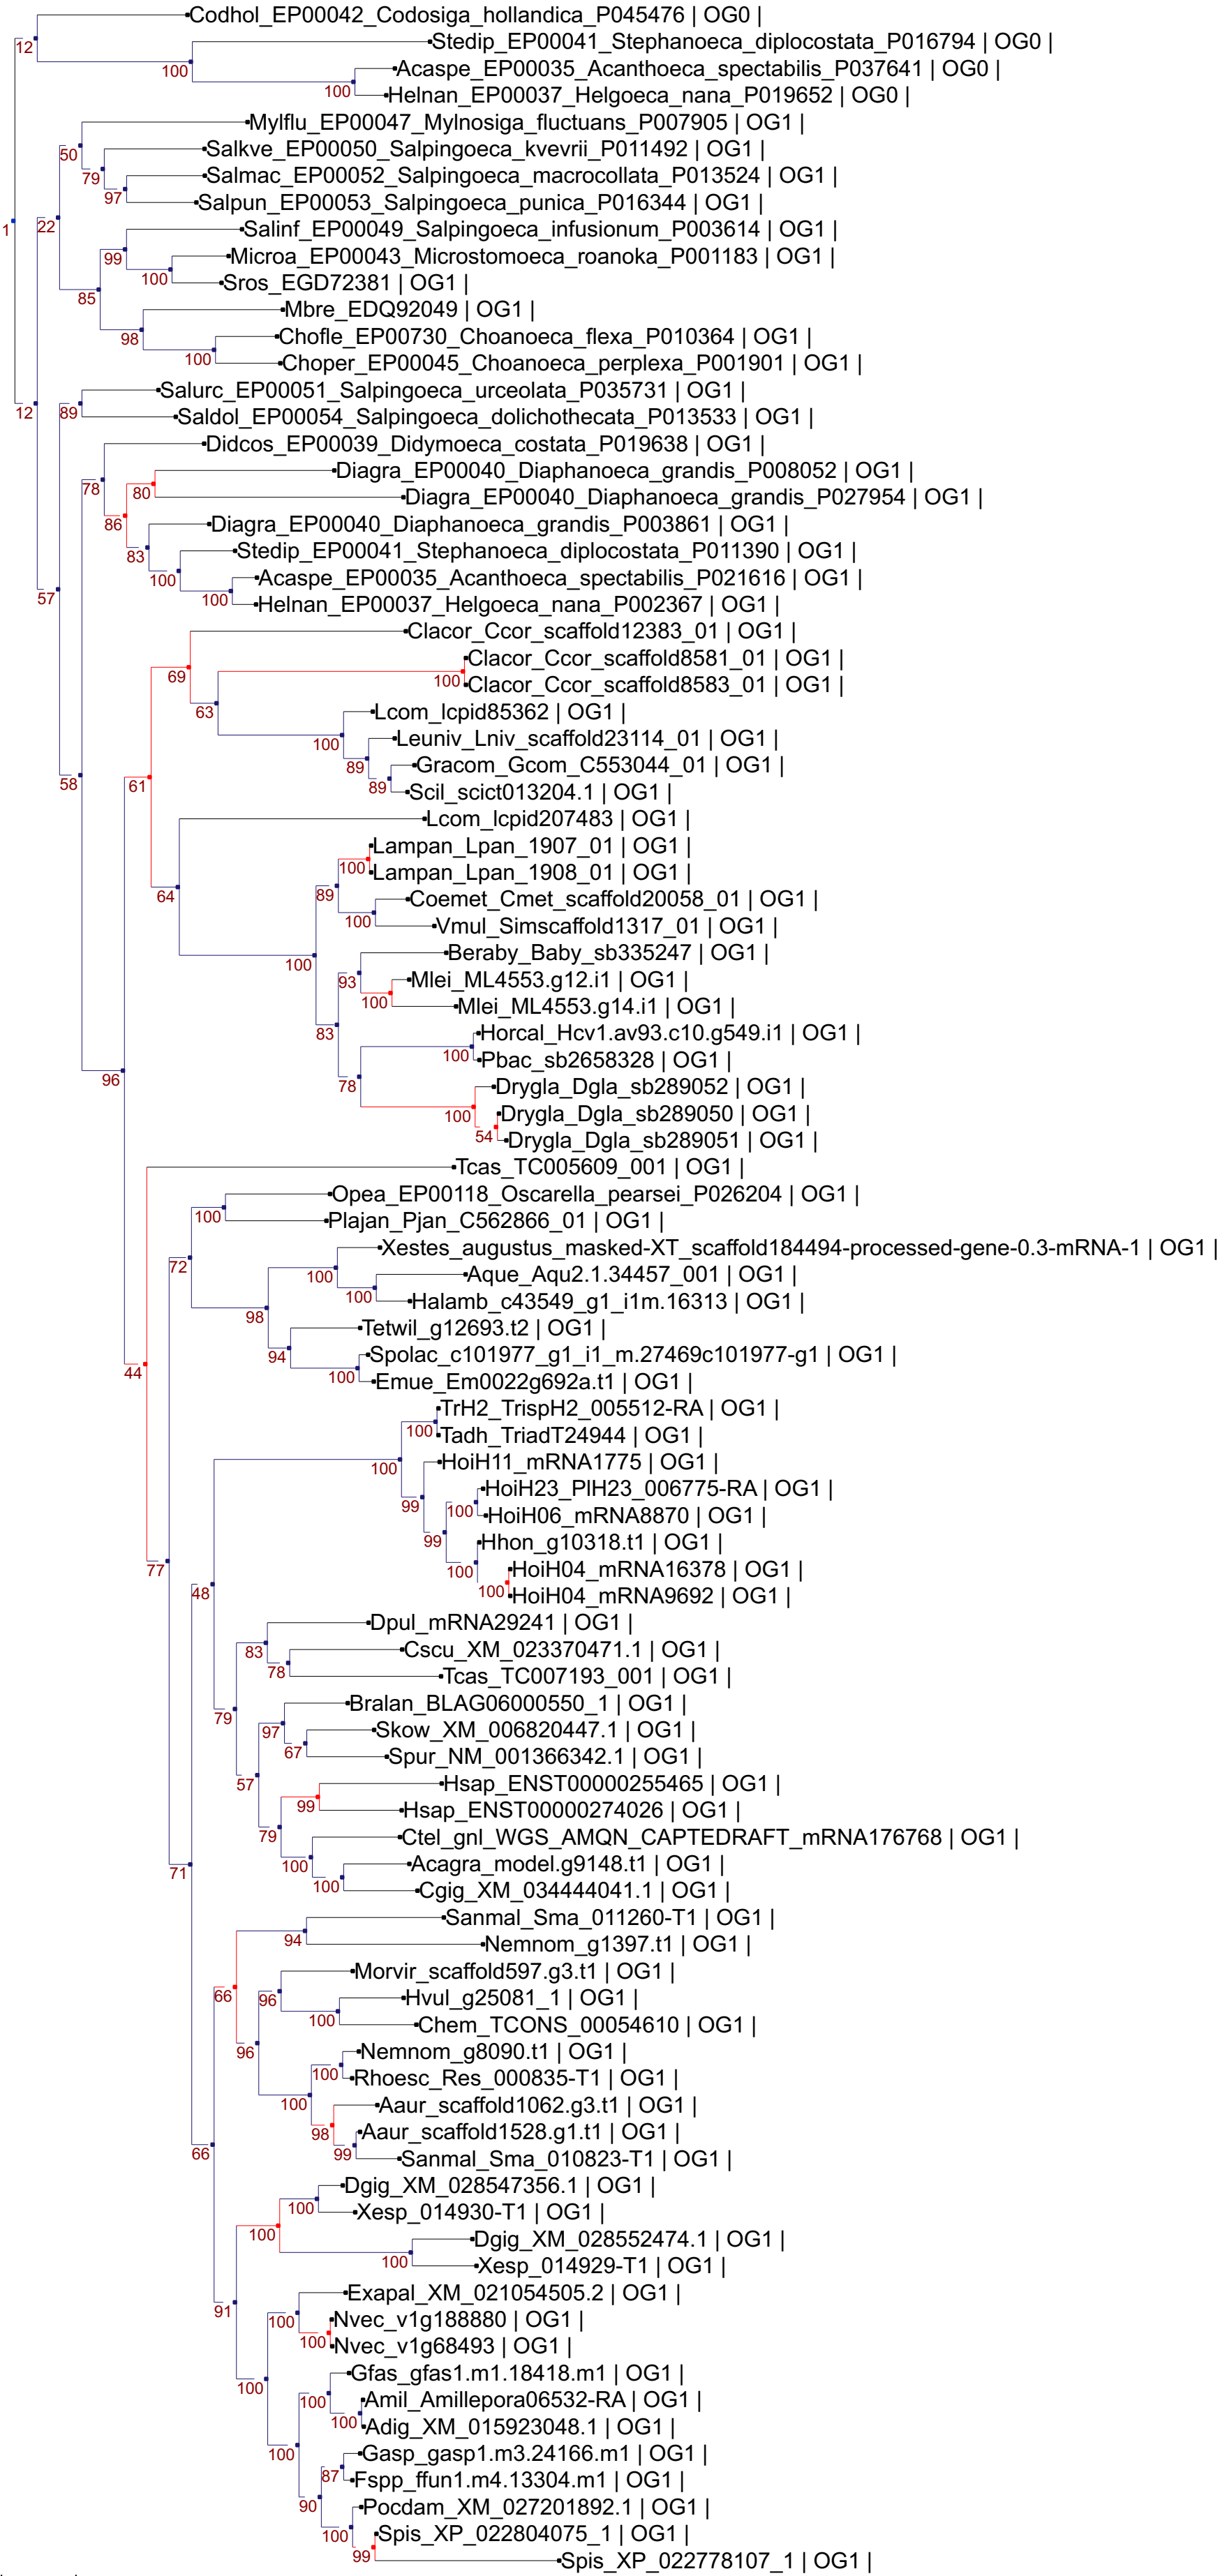 Codhol_EP00042_Codosiga_hollandica_P045476 | OG0 |
12
Stedip_EP00041_Stephanoeca_diplocostata_P016794 | OG0 |
100
Acaspe_EP00035_Acanthoeca_spectabilis_P037641 | OG0 |
100
Helnan_EP00037_Helgoeca_nana_P019652 | OG0 |
Mylflu_EP00047_Mylnosiga_fluctuans_P007905 | OG1 |
50
Salkve_EP00050_Salpingoeca_kvevrii_P011492 | OG1 |
79
Salmac_EP00052_Salpingoeca_macrocollata_P013524 | OG1 |
97
Salpun_EP00053_Salpingoeca_punica_P016344 | OG1 |
1
22
Salinf_EP00049_Salpingoeca_infusionum_P003614 | OG1 |
99
Microa_EP00043_Microstomoeca_roanoka_P001183 | OG1 |
100
Sros_EGD72381 | OG1 |
85
Mbre_EDQ92049 | OG1 |
98
Chofle_EP00730_Choanoeca_flexa_P010364 | OG1 |
100
Choper_EP00045_Choanoeca_perplexa_P001901 | OG1 |
Salurc_EP00051_Salpingoeca_urceolata_P035731 | OG1 |
12
89
Saldol_EP00054_Salpingoeca_dolichothecata_P013533 | OG1 |
Didcos_EP00039_Didymoeca_costata_P019638 | OG1 |
Diagra_EP00040_Diaphanoeca_grandis_P008052 | OG1 |
78
80
Diagra_EP00040_Diaphanoeca_grandis_P027954 | OG1 |
86
Diagra_EP00040_Diaphanoeca_grandis_P003861 | OG1 |
83
Stedip_EP00041_Stephanoeca_diplocostata_P011390 | OG1 |
100
Acaspe_EP00035_Acanthoeca_spectabilis_P021616 | OG1 |
57
100
Helnan_EP00037_Helgoeca_nana_P002367 | OG1 |
Clacor_Ccor_scaffold12383_01 | OG1 |
Clacor_Ccor_scaffold8581_01 | OG1 |
69
100
Clacor_Ccor_scaffold8583_01 | OG1 |
63
Lcom_lcpid85362 | OG1 |
100
Leuniv_Lniv_scaffold23114_01 | OG1 |
89
Gracom_Gcom_C553044_01 | OG1 |
58
61
89
Scil_scict013204.1 | OG1 |
Lcom_lcpid207483 | OG1 |
Lampan_Lpan_1907_01 | OG1 |
100
Lampan_Lpan_1908_01 | OG1 |
64
89
Coemet_Cmet_scaffold20058_01 | OG1 |
100
Vmul_Simscaffold1317_01 | OG1 |
100
Beraby_Baby_sb335247 | OG1 |
93
Mlei_ML4553.g12.i1 | OG1 |
100
Mlei_ML4553.g14.i1 | OG1 |
83
Horcal_Hcv1.av93.c10.g549.i1 | OG1 |
100
Pbac_sb2658328 | OG1 |
96
78
Drygla_Dgla_sb289052 | OG1 |
100
Drygla_Dgla_sb289050 | OG1 |
54
Drygla_Dgla_sb289051 | OG1 |
Tcas_TC005609_001 | OG1 |
Opea_EP00118_Oscarella_pearsei_P026204 | OG1 |
100
Plajan_Pjan_C562866_01 | OG1 |
Xestes_augustus_masked-XT_scaffold184494-processed-gene-0.3-mRNA-1 | OG1 |
72
100
Aque_Aqu2.1.34457_001 | OG1 |
100
Halamb_c43549_g1_i1m.16313 | OG1 |
98
Tetwil_g12693.t2 | OG1 |
94
Spolac_c101977_g1_i1_m.27469c101977-g1 | OG1 |
44
100
Emue_Em0022g692a.t1 | OG1 |
TrH2_TrispH2_005512-RA | OG1 |
100
Tadh_TriadT24944 | OG1 |
100
HoiH11_mRNA1775 | OG1 |
HoiH23_PlH23_006775-RA | OG1 |
99
100
HoiH06_mRNA8870 | OG1 |
99
Hhon_g10318.t1 | OG1 |
77
100
HoiH04_mRNA16378 | OG1 |
48
100
HoiH04_mRNA9692 | OG1 |
Dpul_mRNA29241 | OG1 |
83
Cscu_XM_023370471.1 | OG1 |
78
Tcas_TC007193_001 | OG1 |
79
Bralan_BLAG06000550_1 | OG1 |
97
Skow_XM_006820447.1 | OG1 |
67
Spur_NM_001366342.1 | OG1 |
57
Hsap_ENST00000255465 | OG1 |
99
Hsap_ENST00000274026 | OG1 |
79
Ctel_gnl_WGS_AMQN_CAPTEDRAFT_mRNA176768 | OG1 |
71
100
Acagra_model.g9148.t1 | OG1 |
100
Cgig_XM_034444041.1 | OG1 |
Sanmal_Sma_011260-T1 | OG1 |
94
Nemnom_g1397.t1 | OG1 |
Morvir_scaffold597.g3.t1 | OG1 |
66
96
Hvul_g25081_1 | OG1 |
100
Chem_TCONS_00054610 | OG1 |
96
Nemnom_g8090.t1 | OG1 |
100
Rhoesc_Res_000835-T1 | OG1 |
100
Aaur_scaffold1062.g3.t1 | OG1 |
98
Aaur_scaffold1528.g1.t1 | OG1 |
66
99
Sanmal_Sma_010823-T1 | OG1 |
Dgig_XM_028547356.1 | OG1 |
100
Xesp_014930-T1 | OG1 |
100
Dgig_XM_028552474.1 | OG1 |
100
Xesp_014929-T1 | OG1 |
Exapal_XM_021054505.2 | OG1 |
91
100
Nvec_v1g188880 | OG1 |
100
Nvec_v1g68493 | OG1 |
100
Gfas_gfas1.m1.18418.m1 | OG1 |
100
Amil_Amillepora06532-RA | OG1 |
100
Adig_XM_015923048.1 | OG1 |
100
Gasp_gasp1.m3.24166.m1 | OG1 |
87
Fspp_ffun1.m4.13304.m1 | OG1 |
90
Pocdam_XM_027201892.1 | OG1 |
100
Spis_XP_022804075_1 | OG1 |
99
Spis_XP_022778107_1 | OG1 |